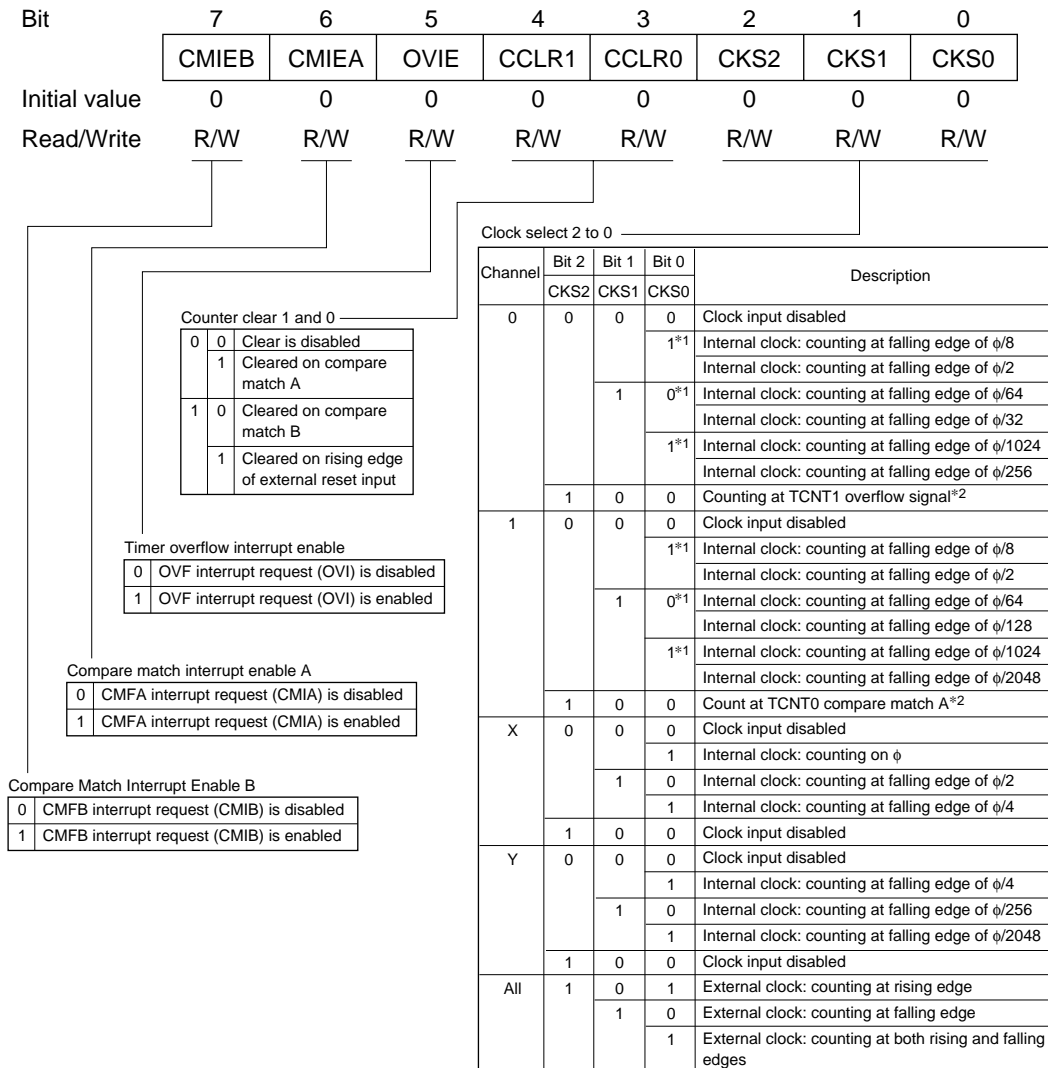 Bit 7 6 5 4 3 2 1 0
CMIEB CMIEA OVIE CCLR1 CCLR0 CKS2 CKS1 CKS0
Initial value 0 0 0 0 0 0 0 0
Read/Write R/W R/W R/W R/W R/W R/W R/W R/W
Clock select 2 to 0
Channel Bit 2 Bit 1 Bit 0 Description
CKS2 CKS1 CKS0
0 0 0 0 Clock input disabled
1*1 Internal clock: counting at falling edge of ϕ/8
Internal clock: counting at falling edge of ϕ/2
1 0*1 Internal clock: counting at falling edge of ϕ/64
Internal clock: counting at falling edge of ϕ/32
1*1 Internal clock: counting at falling edge of ϕ/1024
Internal clock: counting at falling edge of ϕ/256
1 0 0 Counting at TCNT1 overflow signal*2
1 0 0 0 Clock input disabled
1*1 Internal clock: counting at falling edge of ϕ/8
Internal clock: counting at falling edge of ϕ/2
1 0*1 Internal clock: counting at falling edge of ϕ/64
Internal clock: counting at falling edge of ϕ/128
1*1 Internal clock: counting at falling edge of ϕ/1024
Internal clock: counting at falling edge of ϕ/2048
1 0 0 Count at TCNT0 compare match A*2
X 0 0 0 Clock input disabled
1 Internal clock: counting on ϕ
1 0 Internal clock: counting at falling edge of ϕ/2
1 Internal clock: counting at falling edge of ϕ/4
1 0 0 Clock input disabled
Y 0 0 0 Clock input disabled
1 Internal clock: counting at falling edge of ϕ/4
1 0 Internal clock: counting at falling edge of ϕ/256
1 Internal clock: counting at falling edge of ϕ/2048
1 0 0 Clock input disabled
All 1 0 1 External clock: counting at rising edge
1 0 External clock: counting at falling edge
1 External clock: counting at both rising and falling
edges
Counter clear 1 and 0
0 0 Clear is disabled
1 Cleared on compare
match A
1 0 Cleared on compare
match B
1 Cleared on rising edge
of external reset input
Timer overflow interrupt enable
0 OVF interrupt request (OVI) is disabled
1 OVF interrupt request (OVI) is enabled
Compare match interrupt enable A
0 CMFA interrupt request (CMIA) is disabled
1 CMFA interrupt request (CMIA) is enabled
Compare Match Interrupt Enable B
0 CMFB interrupt request (CMIB) is disabled
1 CMFB interrupt request (CMIB) is enabled